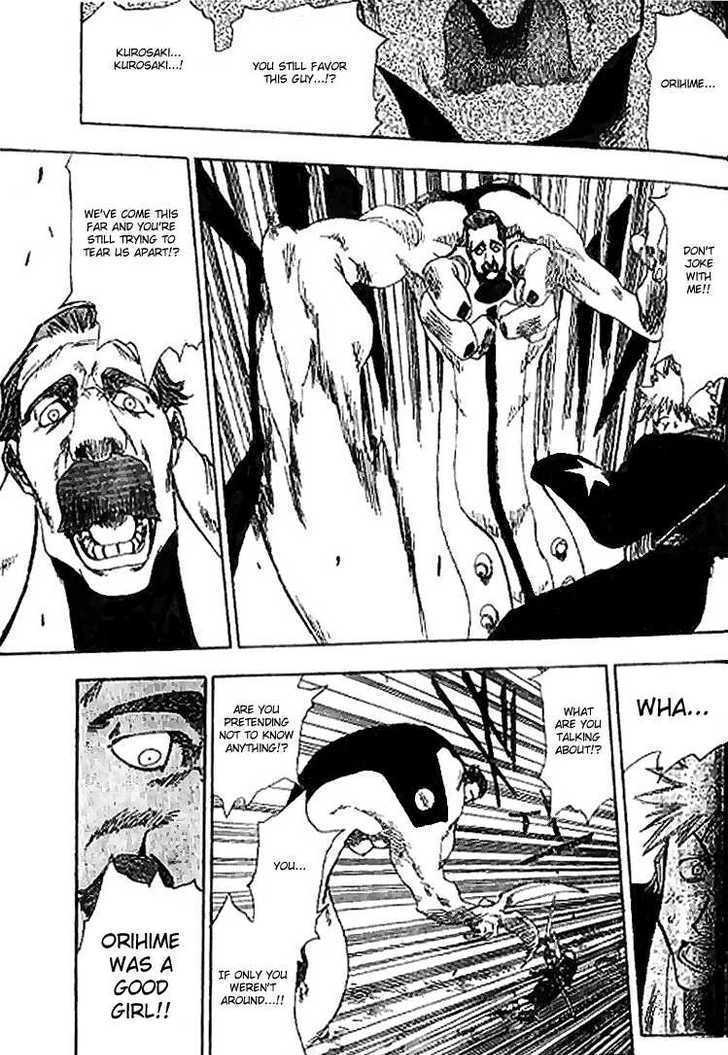 ORIHIME...
YOU STILL FAVOR
THIS GUY...!?
KUROSAKI...
KUROSAKI...!
DON'T
JOKE
WITH
ME!!
WE'VE COME THIS
FAR AND YOU'RE
STILL TRYING TO
TEAR US APART!?
WHA...
WHAT
ARE YOU
TALKING
ABOUT!?
ARE YOU
PRETENDING
NOT TO KNOW
ANYTHING!?
YOU...
IF ONLY YOU
WEREN'T
AROUND...!!
ORIHIME
WAS A
GOOD
GIRL!!